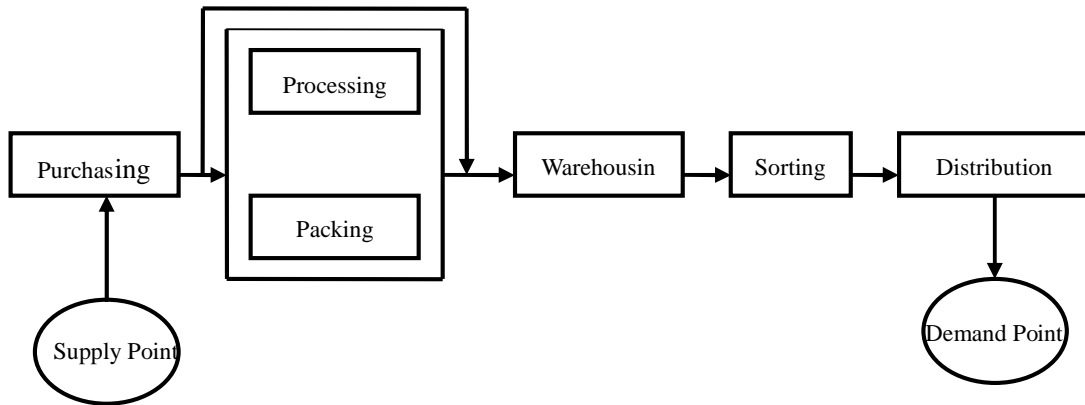 Processing
Purchasing
Warehousin
Sorting
Distribution
Packing
Supply Point
Demand Point